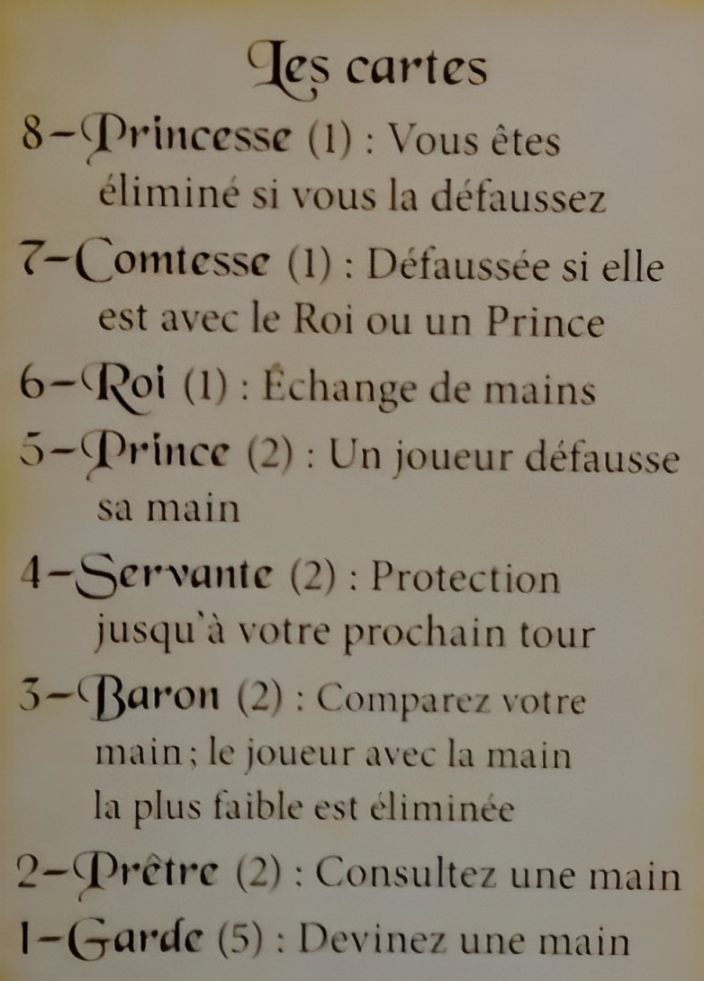 Les cartes
8–Princesse (1) : Vous êtes
éliminé si vous la défaussez
7–Comtesse (1) : Défaussée si elle
est avec le Roi ou un Prince
6–Roi (1) : Échange de mains
5–Prince (2) : Un joueur défausse
sa main
4–Servante (2) : Protection
jusqu'à votre prochain tour
3–Baron (2) : Comparez votre
main ; le joueur avec la main
la plus faible est éliminée
2–Prêtre (2) : Consultez une main
1–Garde (5) : Devinez une main